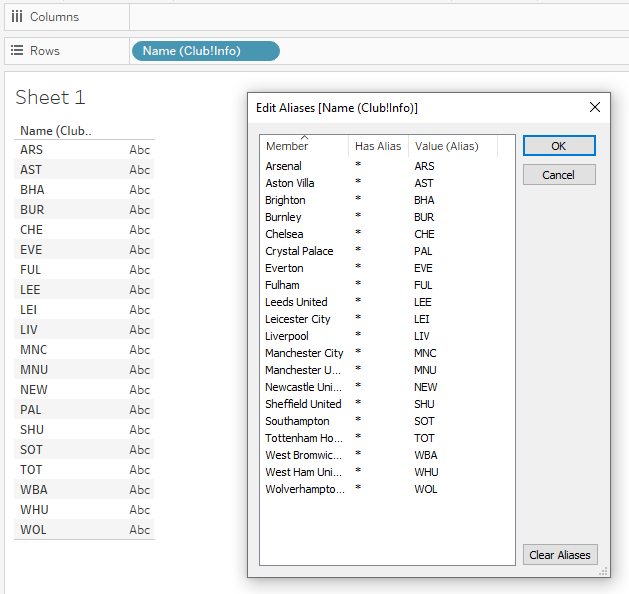 Columns
Rows
Name (Club!Info)
Sheet 1
Name (Club..
ARS Abc
AST Abc
BHA Abc
BUR Abc
CHE Abc
EVE Abc
FUL Abc
LEE Abc
LEI Abc
LIV Abc
MNC Abc
MNU Abc
NEW Abc
PAL Abc
SHU Abc
SOT Abc
TOT Abc
WBA Abc
WHU Abc
WOL Abc
Edit Aliases [Name (Club!Info)]
Member Has Alias Value (Alias)
Arsenal * ARS
Aston Villa * AST
Brighton * BHA
Burnley * BUR
Chelsea * CHE
Crystal Palace * PAL
Everton * EVE
Fulham * FUL
Leeds United * LEE
Leicester City * LEI
Liverpool * LIV
Manchester City * MNC
Manchester U... * MNU
Newcastle Uni... * NEW
Sheffield United * SHU
Southampton * SOT
Tottenham Ho... * TOT
West Bromwic... * WBA
West Ham Uni... * WHU
Wolverhampto... * WOL
OK
Cancel
Clear Aliases